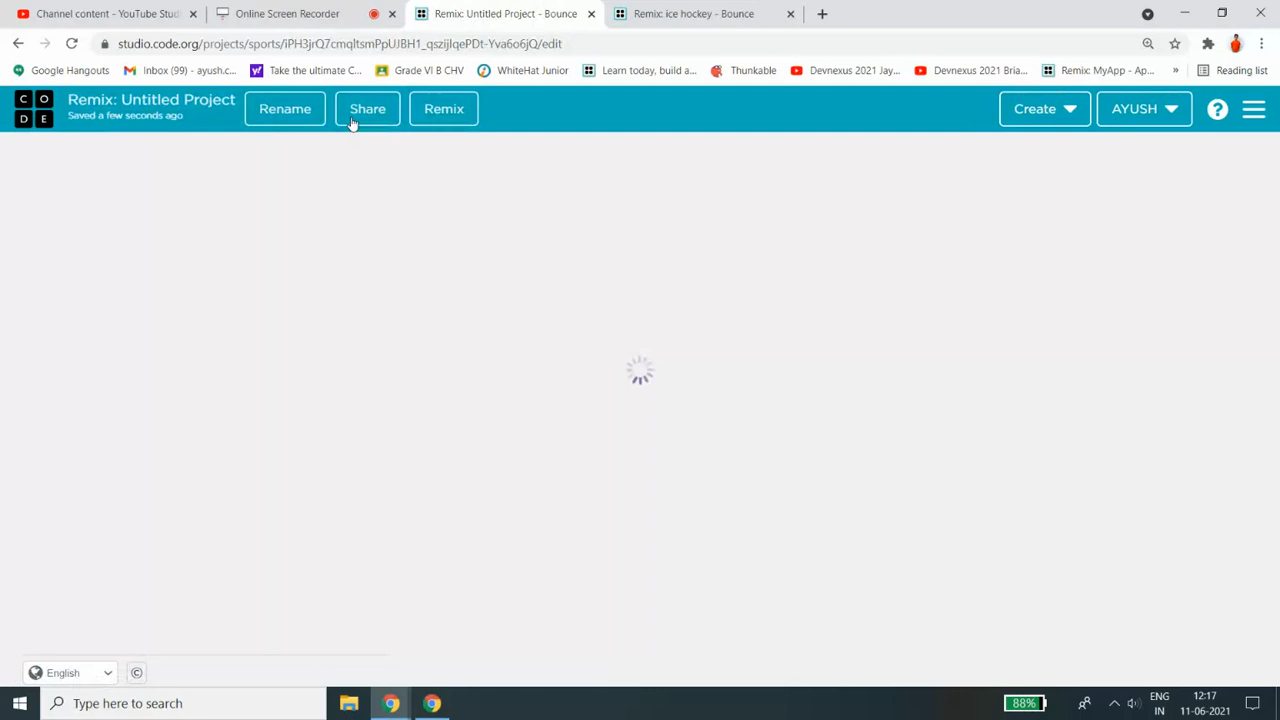 Channel content - YouTube Stud
Online Screen Recorder
Remix: Untitled Project - Bounce
Remix: ice hockey - Bounce
studio.code.org/projects/sports/iPH3jrQ7cmqltsmPpUJBH1_qszijlqePDt-Yva6o6jQ/edit
Google Hangouts
Inbox (99) - ayush.c...
Take the ultimate C...
Grade VI B CHV
WhiteHat Junior
Learn today, build a...
Thunkable
Devnexus 2021 Jay...
Devnexus 2021 Bria...
Remix: MyApp - Ap...
»
Reading list
C O
D E
Remix: Untitled Project
Saved a few seconds ago
Rename
Share
Remix
Create
AYUSH
?
English
©
Type here to search
88%
ENG
IN
12:17
11-06-2021